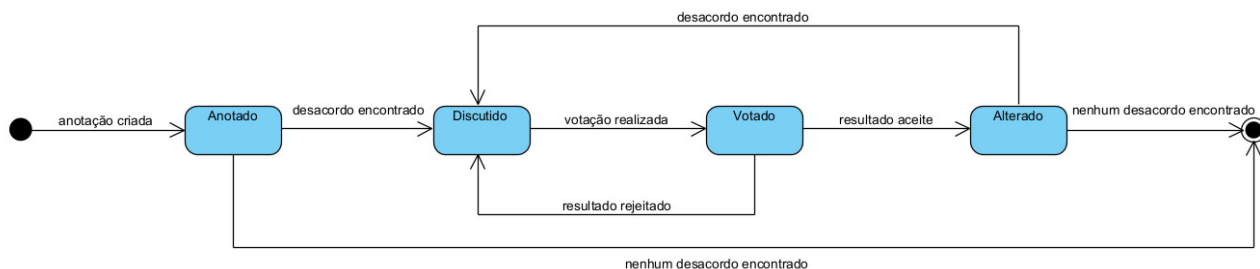 desacordo encontrado
anotação criada
Anotado
desacordo encontrado
Discutido
votação realizada
Votado
resultado aceite
Alterado
nenhum desacordo encontrado
resultado rejeitado
nenhum desacordo encontrado